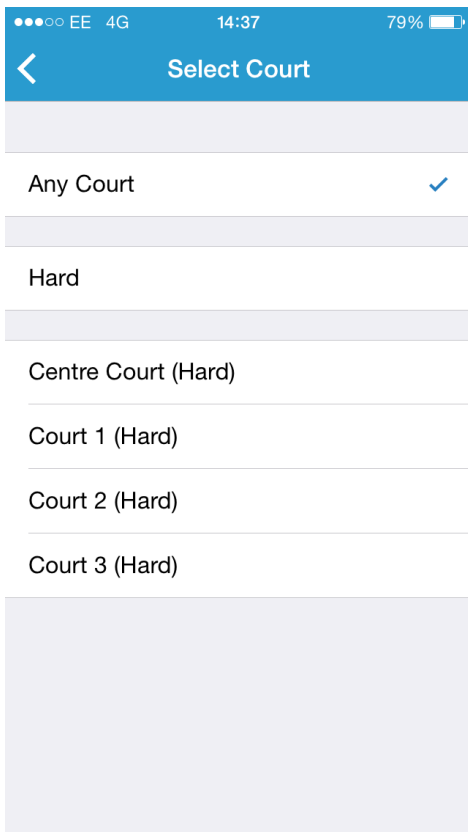 EE 4G 14:37 79%
Select Court
Any Court
Hard
Centre Court (Hard)
Court 1 (Hard)
Court 2 (Hard)
Court 3 (Hard)